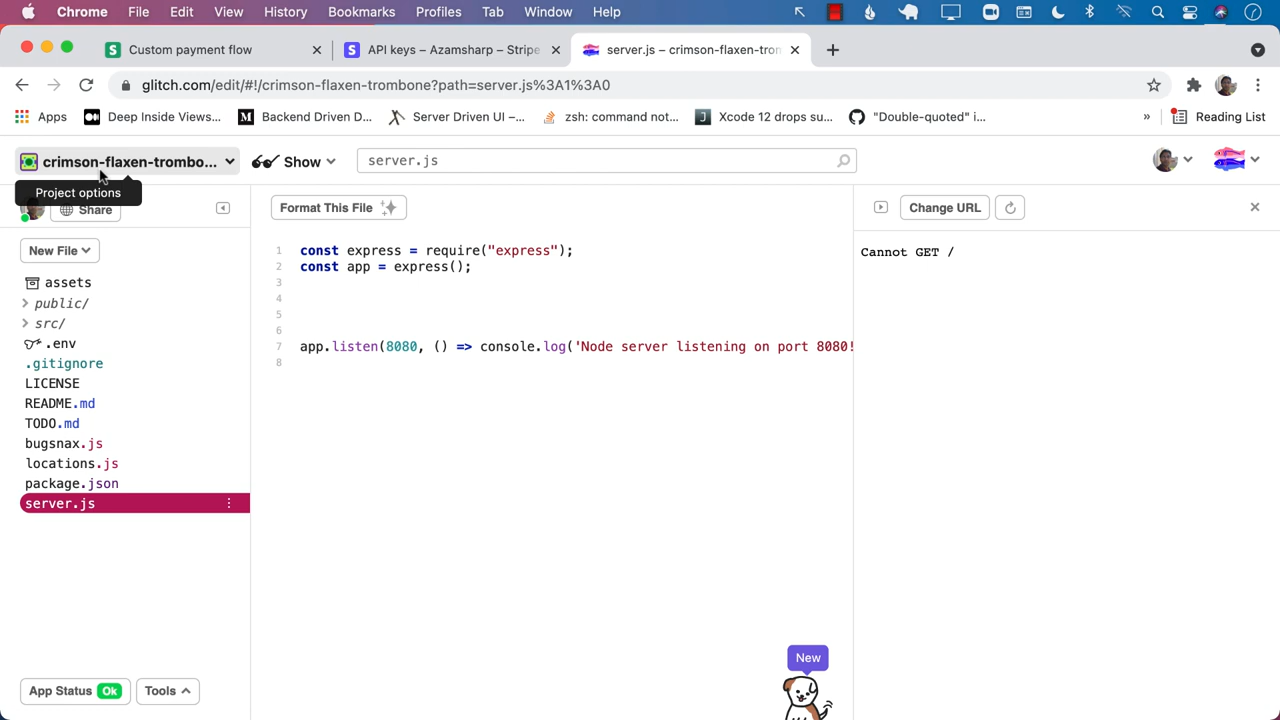 Chrome File Edit View History Bookmarks Profiles Tab Window Help
Custom payment flow
API keys – Azamsharp – Stripe
server.js – crimson-flaxen-tron
glitch.com/edit/#!/crimson-flaxen-trombone?path=server.js%3A1%3A0
Apps Deep Inside Views... Backend Driven D... Server Driven UI –... zsh: command not... Xcode 12 drops su... "Double-quoted" i... » Reading List
crimson-flaxen-trombo... Show server.js
Project options
Share
Format This File
Change URL
New File
assets
public/
src/
.env
.gitignore
LICENSE
README.md
TODO.md
bugsnax.js
locations.js
package.json
server.js
1 const express = require("express");
2 const app = express();
3
4
5
6
7 app.listen(8080, () => console.log('Node server listening on port 8080!
8
Cannot GET /
New
App Status Ok Tools